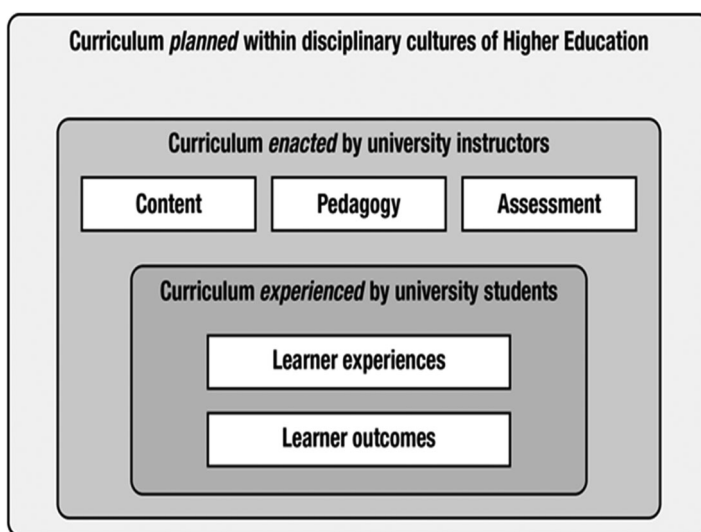 Curriculum planned within disciplinary cultures of Higher Education
Curriculum enacted by university instructors
Content
Pedagogy
Assessment
Curriculum experienced by university students
Learner experiences
Learner outcomes